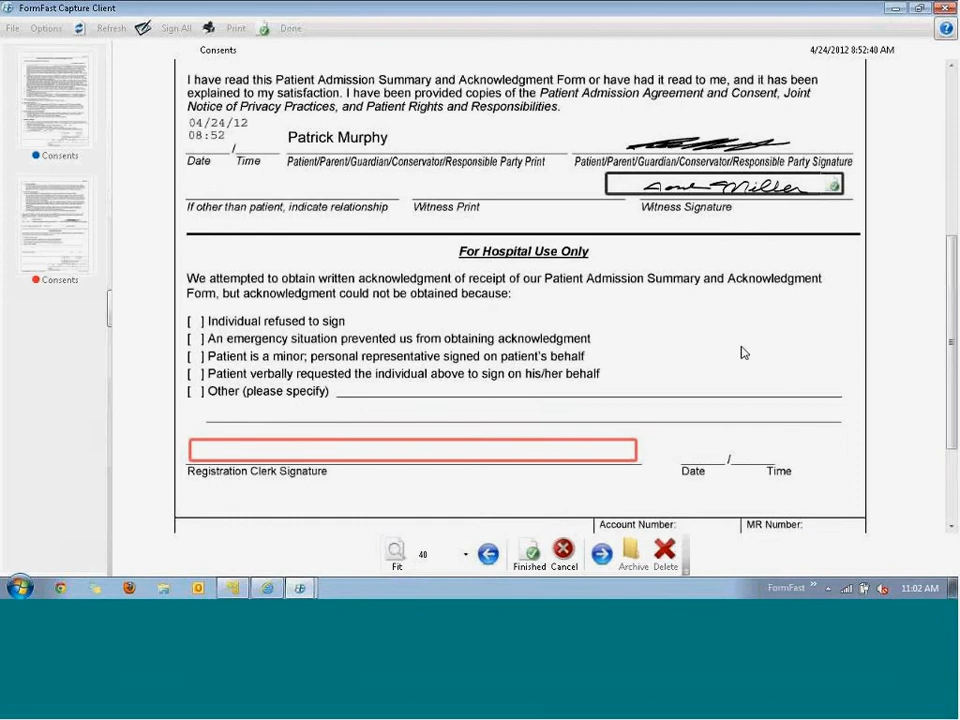 FormFast Capture Client
File Options Refresh Sign All Print Done
Consents 4/24/2012 8:52:40 AM
I have read this Patient Admission Summary and Acknowledgment Form or have had it read to me, and it has been
explained to my satisfaction. I have been provided copies of the Patient Admission Agreement and Consent, Joint
Notice of Privacy Practices, and Patient Rights and Responsibilities.
04/24/12
08:52 Patrick Murphy
/
Date Time Patient/Parent/Guardian/Conservator/Responsible Party Print Patient/Parent/Guardian/Conservator/Responsible Party Signature
Miller
If other than patient, indicate relationship Witness Print Witness Signature
For Hospital Use Only
We attempted to obtain written acknowledgment of receipt of our Patient Admission Summary and Acknowledgment
Form, but acknowledgment could not be obtained because:
[ ] Individual refused to sign
[ ] An emergency situation prevented us from obtaining acknowledgment
[ ] Patient is a minor; personal representative signed on patient's behalf
[ ] Patient verbally requested the individual above to sign on his/her behalf
[ ] Other (please specify)
/
Registration Clerk Signature Date Time
Account Number: MR Number:
Consents
Consents
40
Fit Finished Cancel Archive Delete
FormFast 11:02 AM